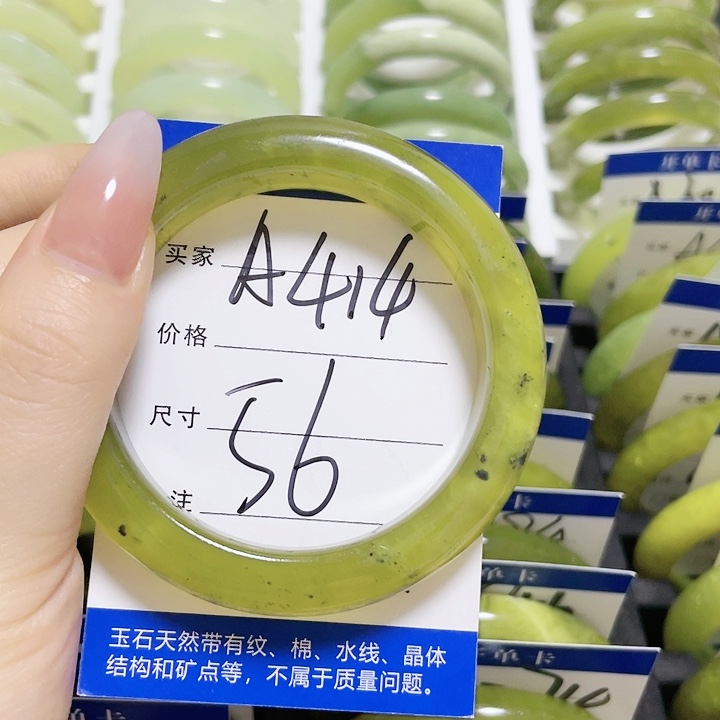 买家 A414
价格
尺寸 56
注
玉石天然带有纹、棉、水线、晶体
结构和矿点等，不属于质量问题。